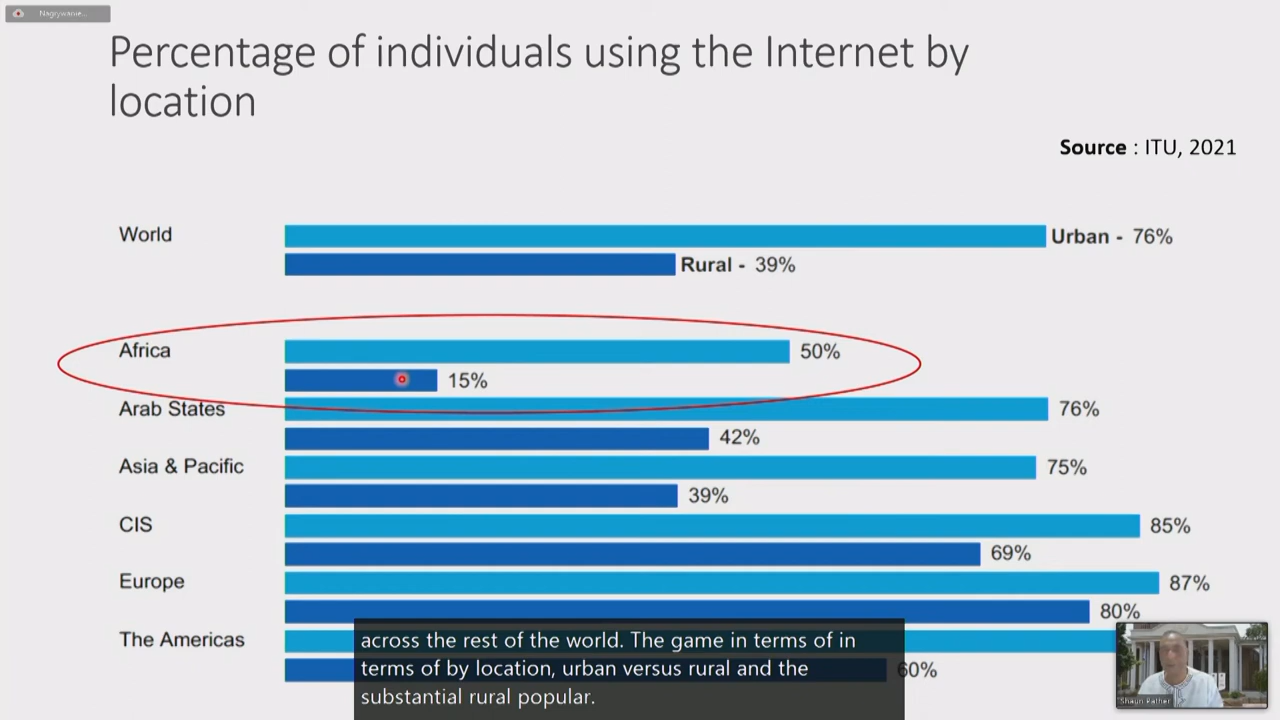 Nagrywanie...
Percentage of individuals using the Internet by
location
Source : ITU, 2021
World
Urban - 76%
Rural - 39%
Africa
50%
15%
Arab States
76%
42%
Asia & Pacific
75%
39%
CIS
85%
69%
Europe
87%
80%
The Americas
60%
across the rest of the world. The game in terms of in
terms of by location, urban versus rural and the
substantial rural popular.
Shaun Pather